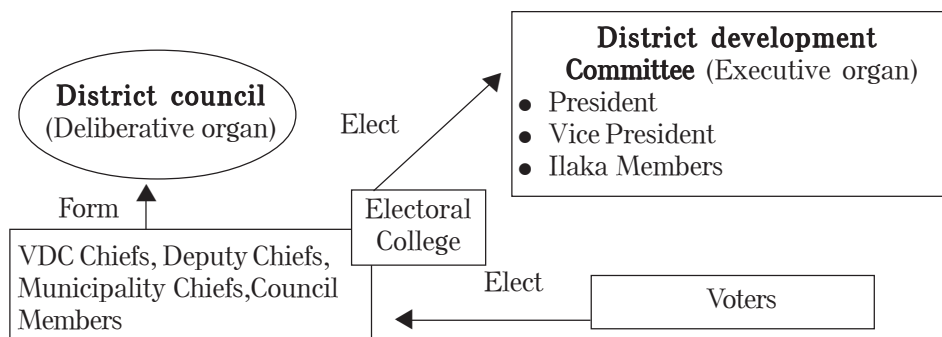 District council
(Deliberative organ)
Elect
District development
Committee (Executive organ)
● President
● Vice President
● Ilaka Members
Form
Electoral
College
VDC Chiefs, Deputy Chiefs,
Municipality Chiefs,Council
Members
Elect
Voters